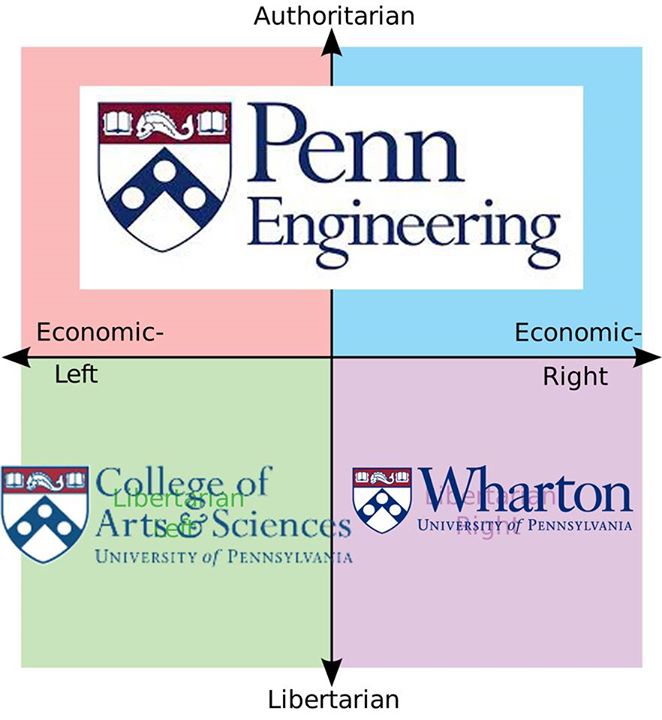 Authoritarian
Penn
Engineering
Economic-
Left
Economic-
Right
College of
Arts & Sciences
UNIVERSITY of PENNSYLVANIA
Libertarian
Left
Wharton
UNIVERSITY of PENNSYLVANIA
Libertarian
Right
Libertarian